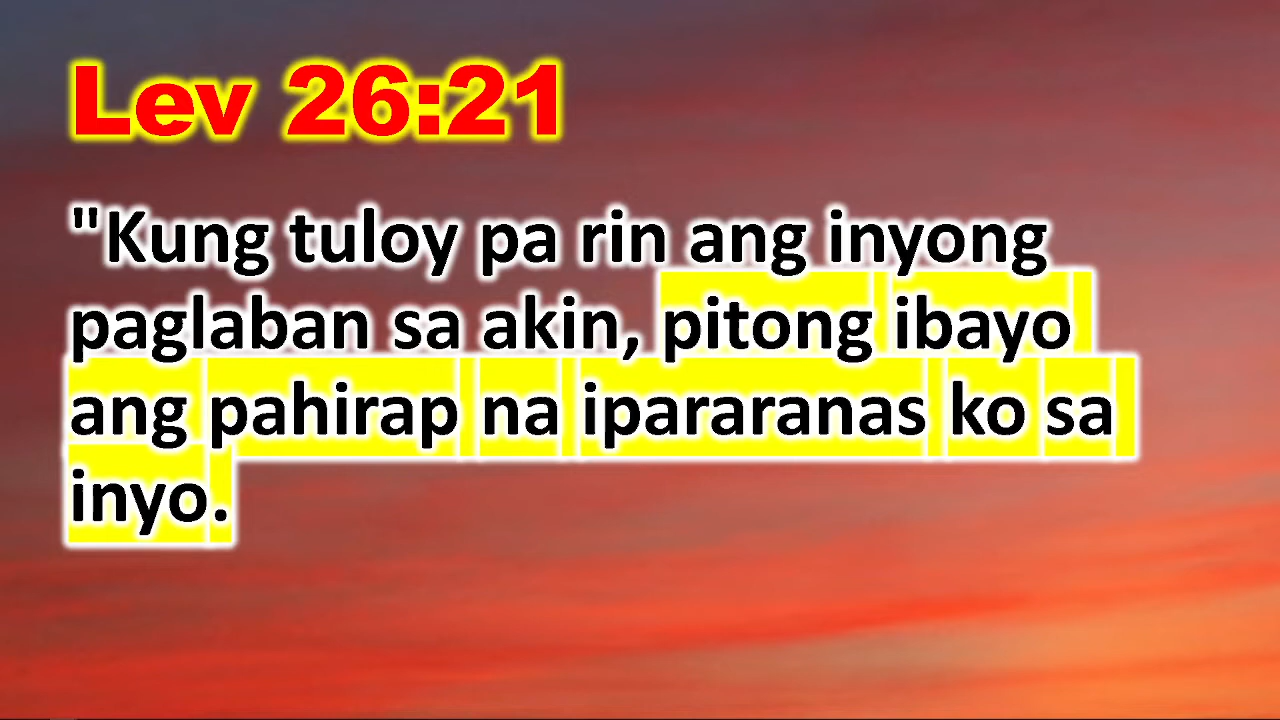 Lev 26:21
"Kung tuloy pa rin ang inyong
paglaban sa akin, pitong ibayo
ang pahirap na ipararanas ko sa
inyo.